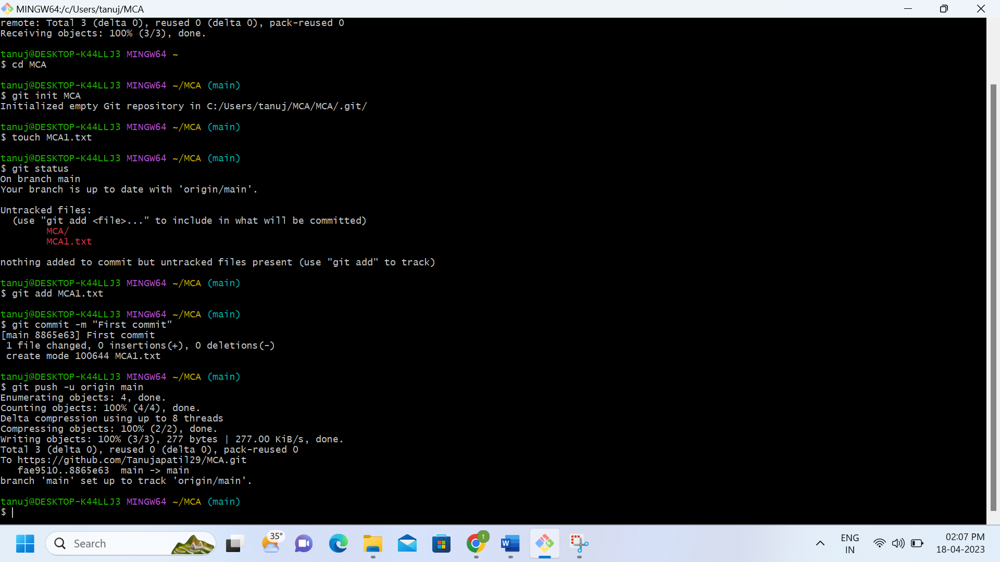 MINGW64:/c/Users/tanuj/MCA
remote: Total 3 (delta 0), reused 0 (delta 0), pack-reused 0
Receiving objects: 100% (3/3), done.
tanuj@DESKTOP-K44LLJ3 MINGW64 ~
$ cd MCA
tanuj@DESKTOP-K44LLJ3 MINGW64 ~/MCA (main)
$ git init MCA
Initialized empty Git repository in C:/Users/tanuj/MCA/MCA/.git/
tanuj@DESKTOP-K44LLJ3 MINGW64 ~/MCA (main)
$ touch MCA1.txt
tanuj@DESKTOP-K44LLJ3 MINGW64 ~/MCA (main)
$ git status
On branch main
Your branch is up to date with 'origin/main'.
Untracked files:
  (use "git add <file>..." to include in what will be committed)
        MCA/
        MCA1.txt
nothing added to commit but untracked files present (use "git add" to track)
tanuj@DESKTOP-K44LLJ3 MINGW64 ~/MCA (main)
$ git add MCA1.txt
tanuj@DESKTOP-K44LLJ3 MINGW64 ~/MCA (main)
$ git commit -m "First commit"
[main 8865e63] First commit
 1 file changed, 0 insertions(+), 0 deletions(-)
 create mode 100644 MCA1.txt
tanuj@DESKTOP-K44LLJ3 MINGW64 ~/MCA (main)
$ git push -u origin main
Enumerating objects: 4, done.
Counting objects: 100% (4/4), done.
Delta compression using up to 8 threads
Compressing objects: 100% (2/2), done.
Writing objects: 100% (3/3), 277 bytes | 277.00 KiB/s, done.
Total 3 (delta 0), reused 0 (delta 0), pack-reused 0
To https://github.com/Tanujapatil29/MCA.git
   fae9510..8865e63  main -> main
branch 'main' set up to track 'origin/main'.
tanuj@DESKTOP-K44LLJ3 MINGW64 ~/MCA (main)
$
Search
35°
t
W
ENG
IN
02:07 PM
18-04-2023